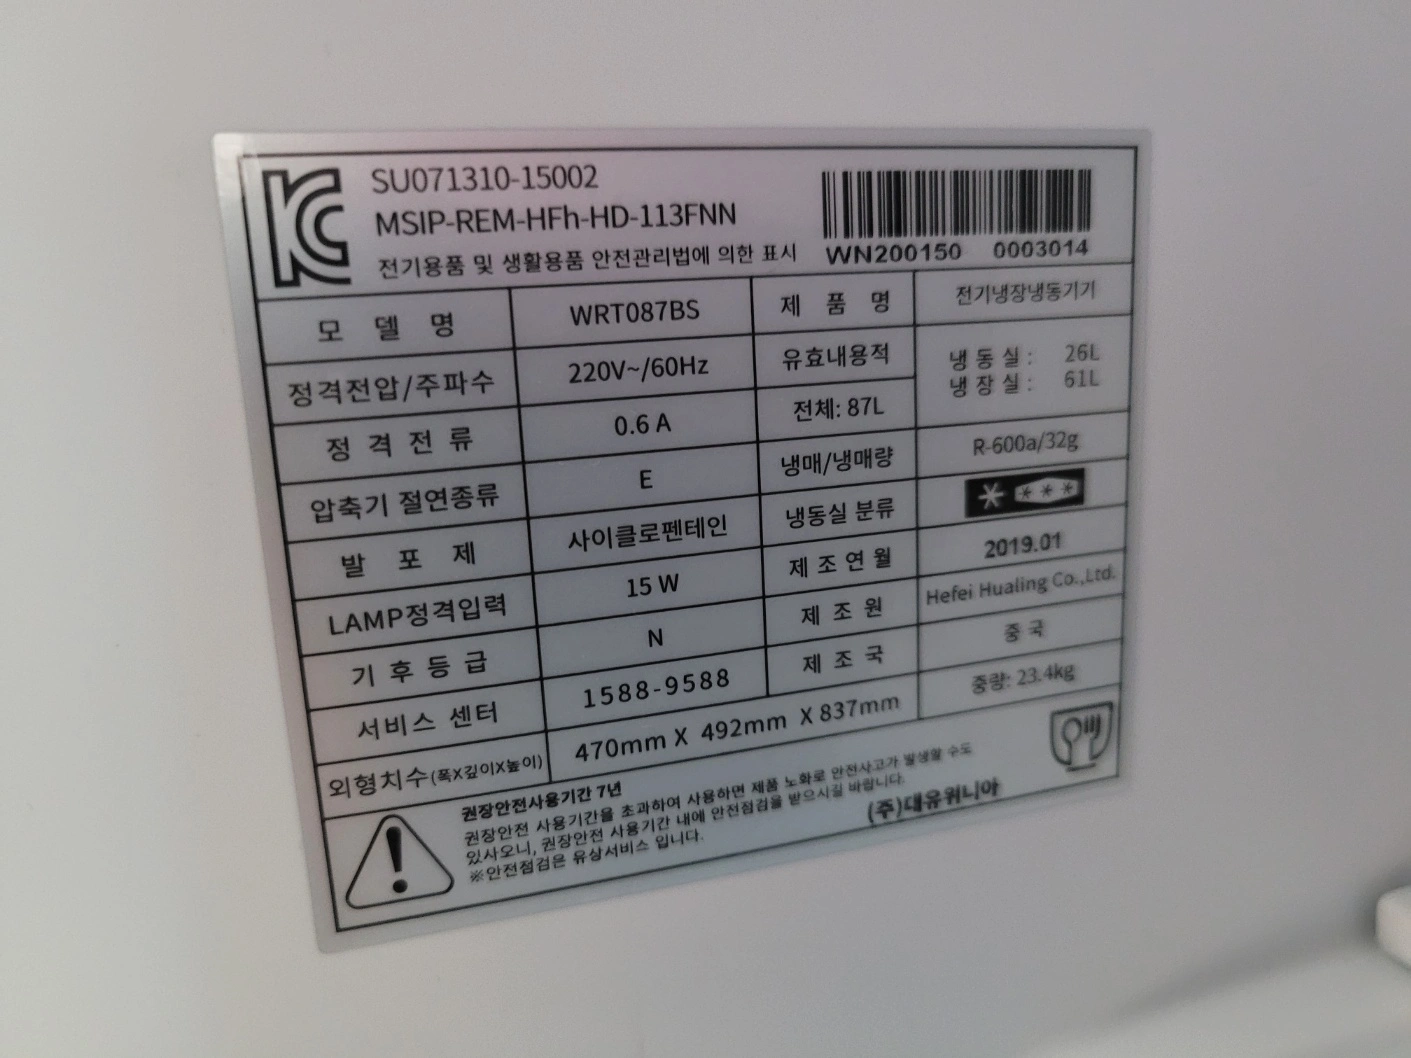 SU071310-15002
MSIP-REM-HFh-HD-113FNN
전기용품 및 생활용품 안전관리법에 의한 표시
WN200150 0003014
모 델 명 WRT087BS 제 품 명 전기냉장냉동기기
정격전압/주파수 220V~/60Hz 유효내용적 냉동실: 26L
냉장실: 61L
정격전류 0.6 A 전체: 87L
압축기 절연종류 E 냉매/냉매량 R-600a/32g
발 포 제 사이클로펜테인 냉동실 분류
LAMP정격입력 15 W 제조연월 2019.01
기후등급 N 제조원 Hefei Hualing Co.,Ltd.
서비스 센터 1588-9588 제조국 중국
외형치수(폭X깊이X높이) 470mm X 492mm X 837mm 중량: 23.4kg
권장안전사용기간 7년
권장안전 사용기간을 초과하여 사용하면 제품 노화로 안전사고가 발생할 수도
있사오니, 권장안전 사용기간 내에 안전점검을 받으시길 바랍니다.
※안전점검은 유상서비스 입니다.
(주)대유위니아